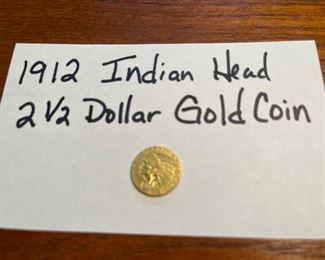 1912 Indian Head
2 1/2 Dollar Gold Coin